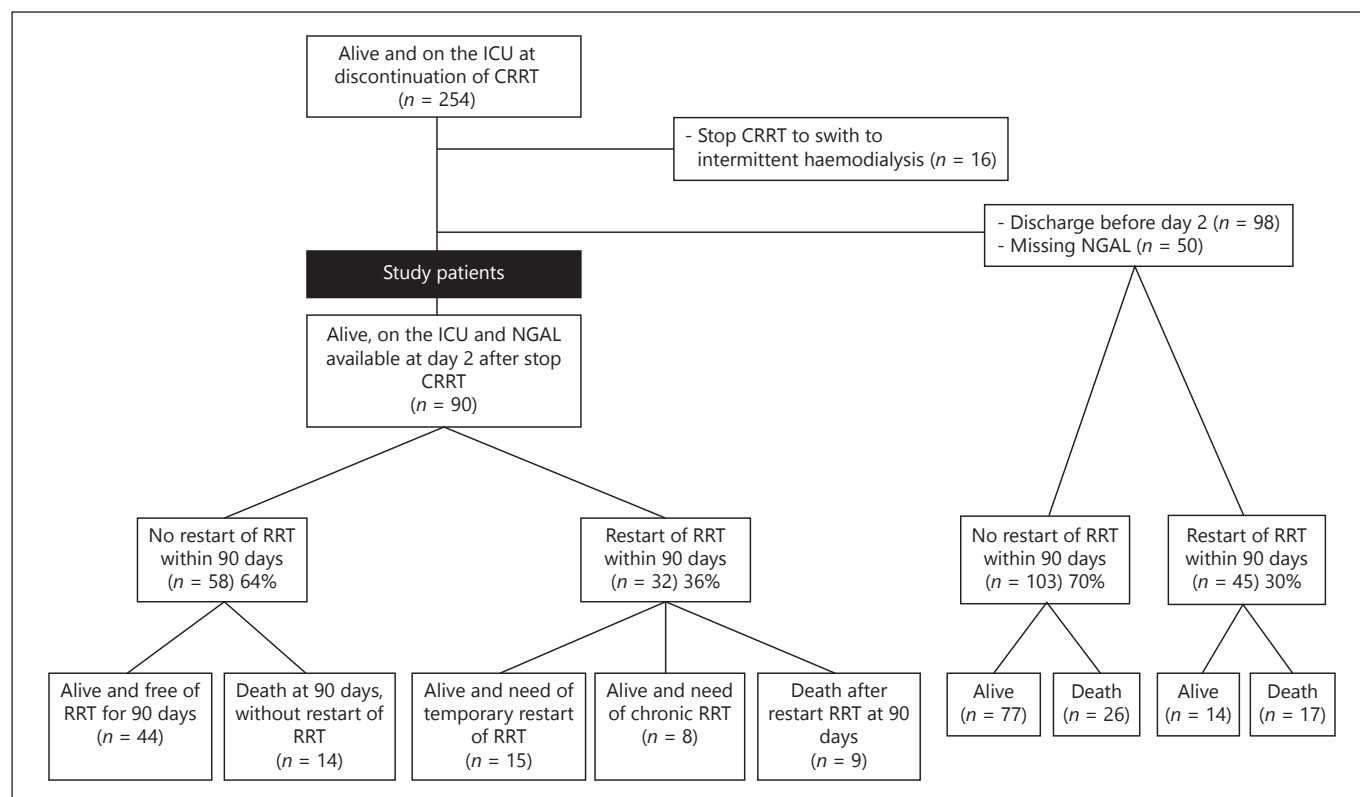 Alive and on the ICU at
discontinuation of CRRT
(n = 254)
- Stop CRRT to swith to
intermittent haemodialysis (n = 16)
- Discharge before day 2 (n = 98)
- Missing NGAL (n = 50)
Study patients
Alive, on the ICU and NGAL
available at day 2 after stop
CRRT
(n = 90)
No restart of RRT
within 90 days
(n = 58) 64%
Restart of RRT
within 90 days
(n = 32) 36%
No restart of RRT
within 90 days
(n = 103) 70%
Restart of RRT
within 90 days
(n = 45) 30%
Alive and free of
RRT for 90 days
(n = 44)
Death at 90 days,
without restart of
RRT
(n = 14)
Alive and need of
temporary restart
of RRT
(n = 15)
Alive and need
of chronic RRT
(n = 8)
Death after
restart RRT at 90
days
(n = 9)
Alive
(n = 77)
Death
(n = 26)
Alive
(n = 14)
Death
(n = 17)